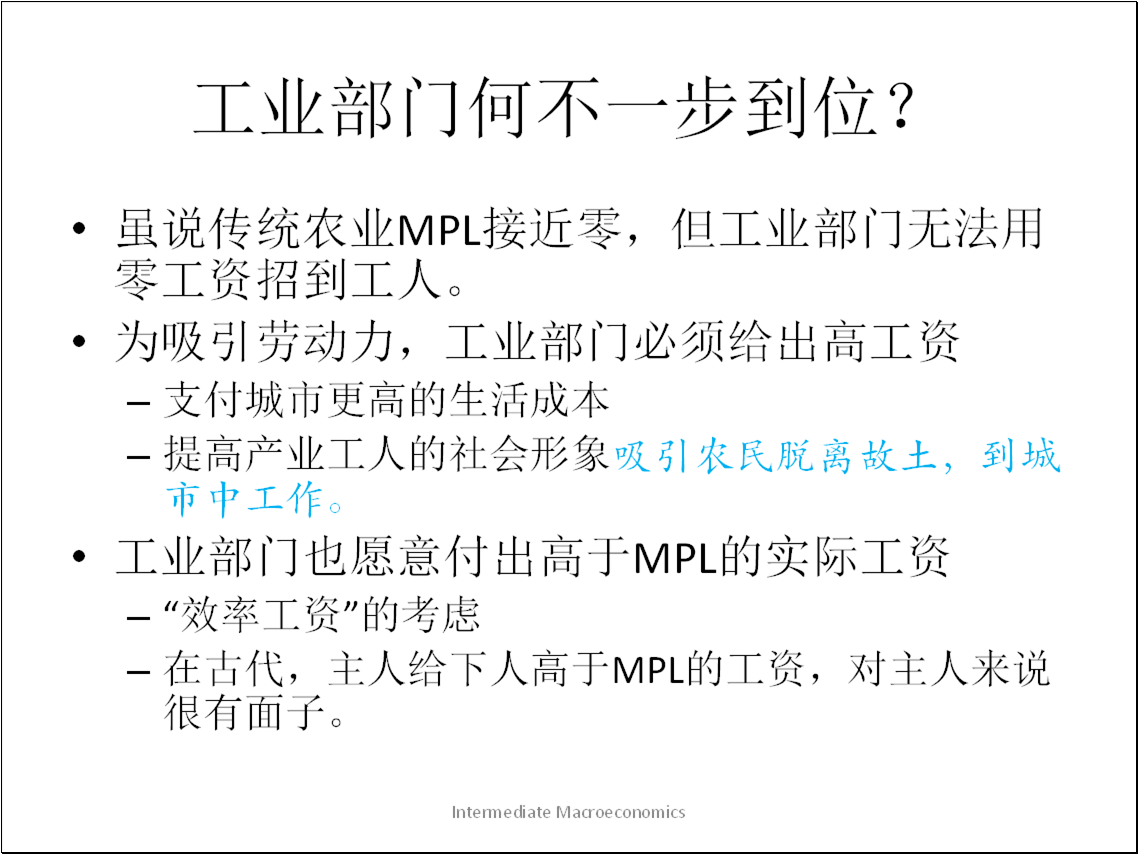 工业部门何不一步到位？
• 虽说传统农业MPL接近零，但工业部门无法用
零工资招到工人。
• 为吸引劳动力，工业部门必须给出高工资
– 支付城市更高的生活成本
– 提高产业工人的社会形象吸引农民脱离故土，到城
市中工作。
• 工业部门也愿意付出高于MPL的实际工资
– “效率工资”的考虑
– 在古代，主人给下人高于MPL的工资，对主人来说
很有面子。
Intermediate Macroeconomics